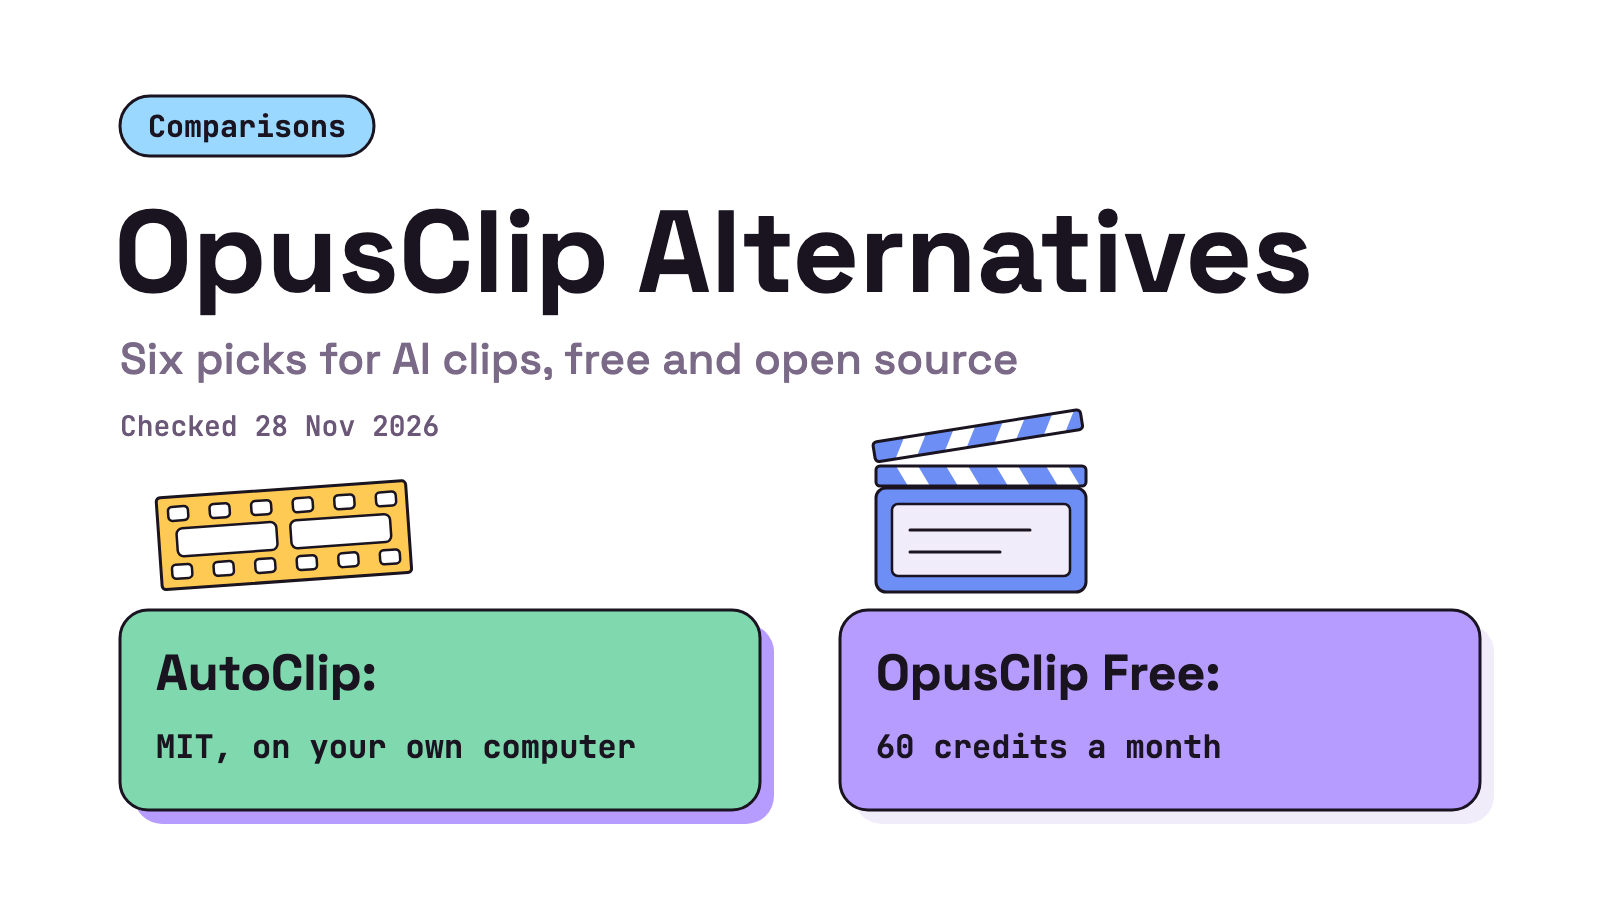 Comparisons
OpusClip Alternatives
Six picks for AI clips, free and open source
Checked 28 Nov 2026
AutoClip:
MIT, on your own computer
OpusClip Free:
60 credits a month